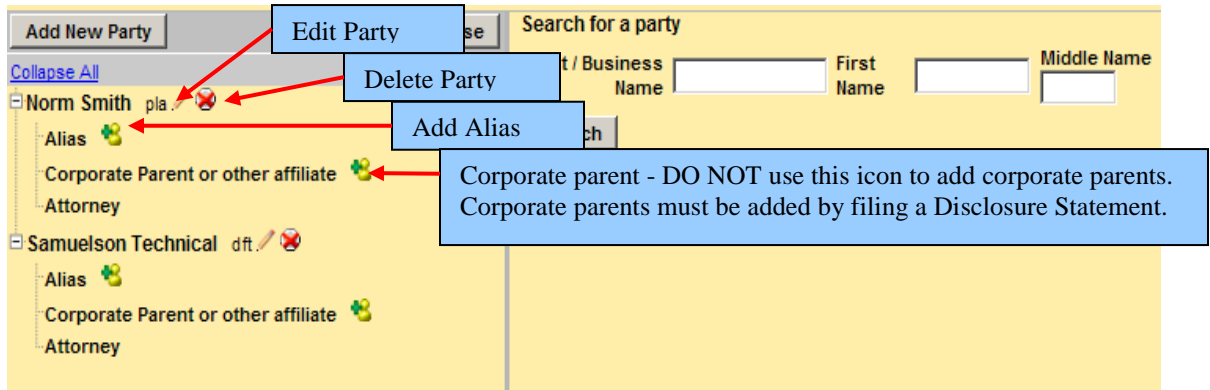 Add New Party
Edit Party
se
Search for a party
Collapse All
Delete Party
t / Business Name
First Name
Middle Name
Norm Smith pla.
Alias
Add Alias
ch
Corporate Parent or other affiliate
Corporate parent - DO NOT use this icon to add corporate parents.
Corporate parents must be added by filing a Disclosure Statement.
Attorney
Samuelson Technical dft.
Alias
Corporate Parent or other affiliate
Attorney